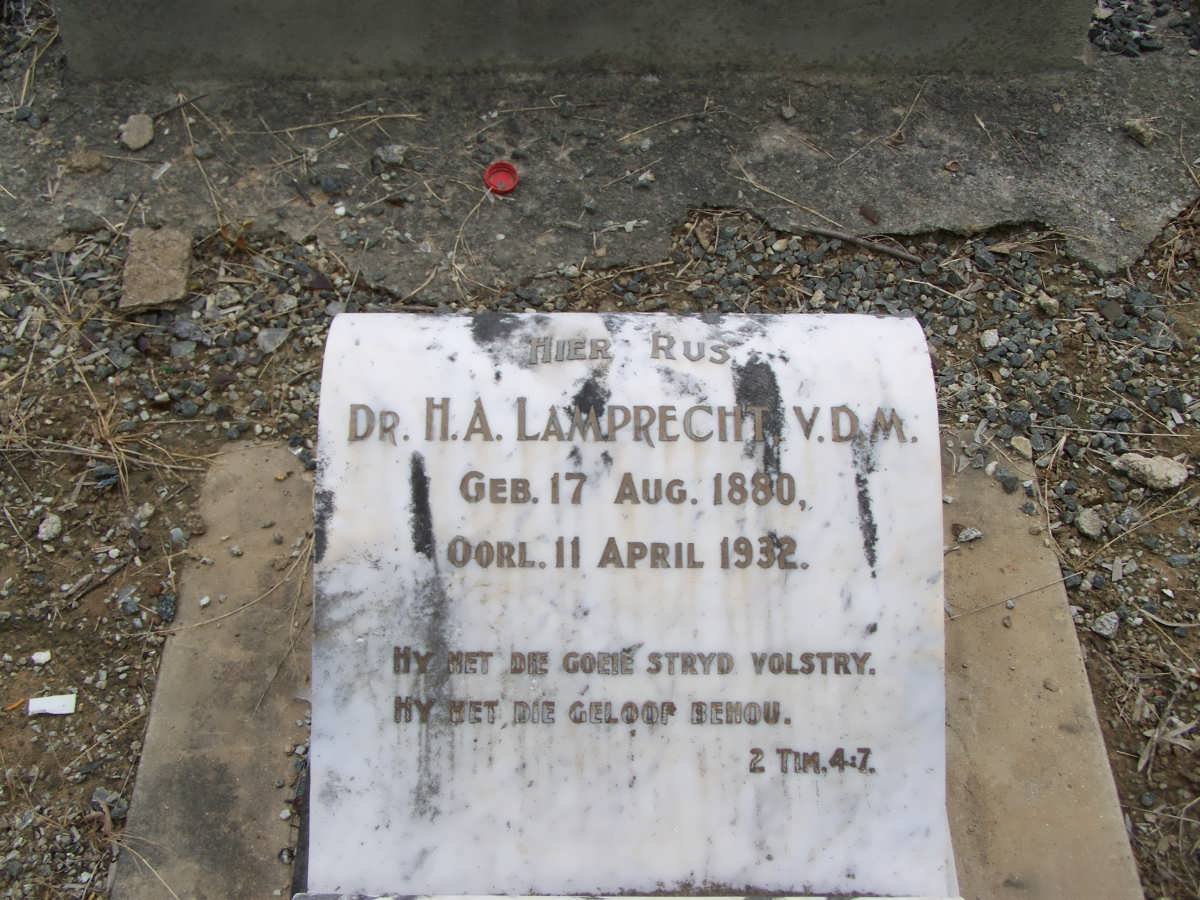 HIER RUS
DR. H.A. LAMPRECHT, V.D.M.
GEB. 17 AUG. 1880,
OORL. 11 APRIL 1932.
HY HET DIE GOEIE STRYD VOLSTRY.
HY HET DIE GELOOF BEHOU.
2 TIM. 4:7.